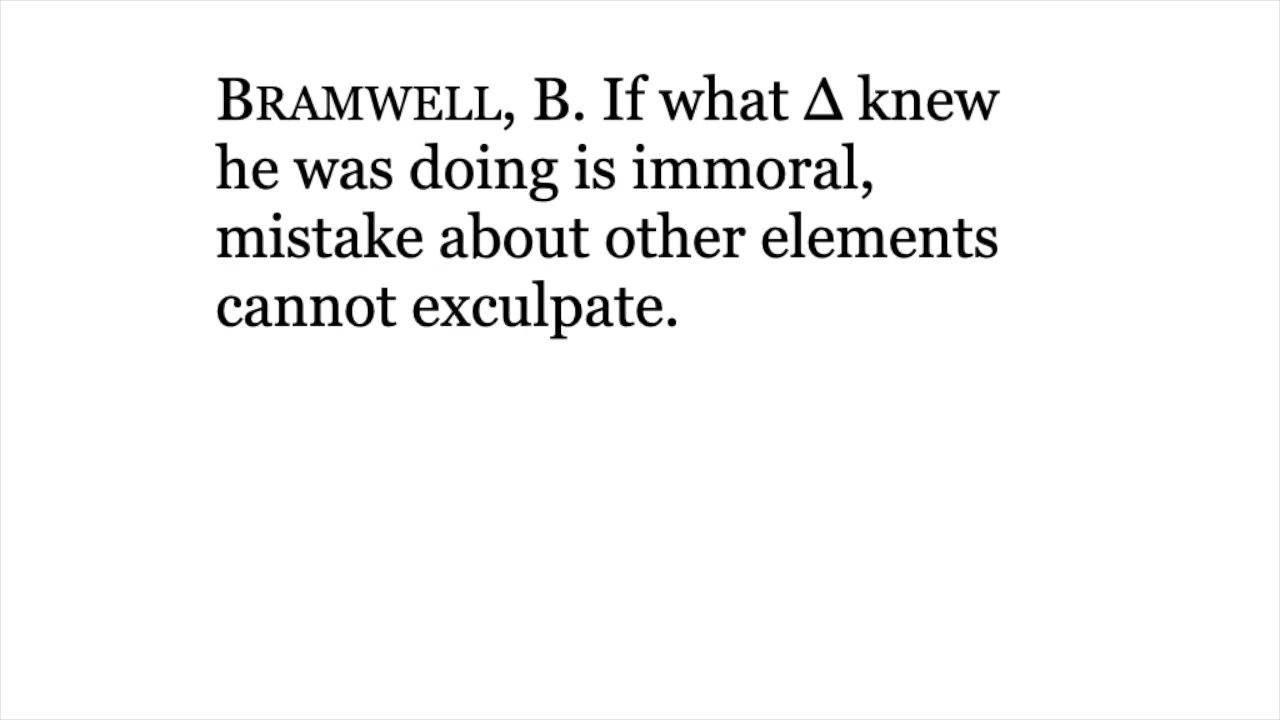 BRAMWELL, B. If what Δ knew
he was doing is immoral,
mistake about other elements
cannot exculpate.